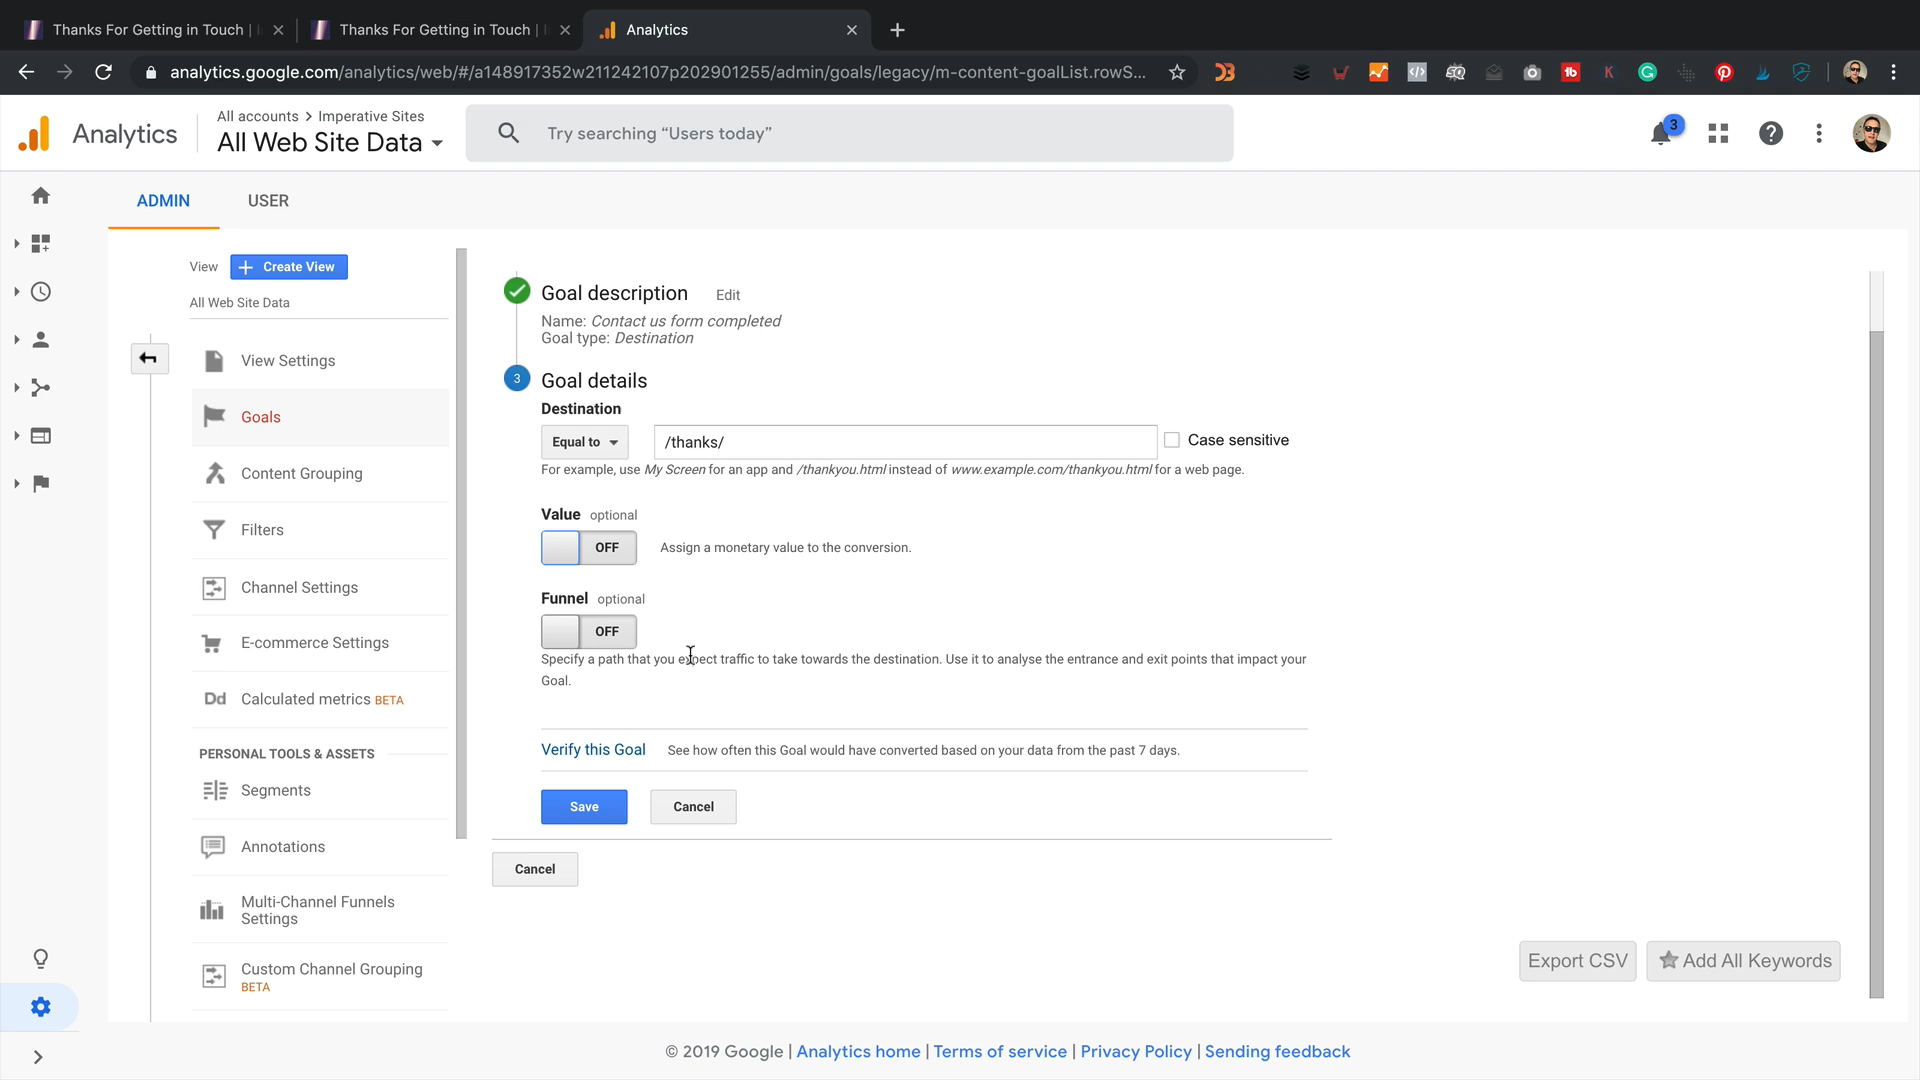 Thanks For Getting in Touch |
Thanks For Getting in Touch |
Analytics
analytics.google.com/analytics/web/#/a148917352w211242107p202901255/admin/goals/legacy/m-content-goalList.rowS...
Analytics
All accounts > Imperative Sites
All Web Site Data
Try searching “Users today”
3
ADMIN
USER
View
Create View
All Web Site Data
View Settings
Goals
Content Grouping
Filters
Channel Settings
E-commerce Settings
Dd Calculated metrics BETA
PERSONAL TOOLS & ASSETS
Segments
Annotations
Multi-Channel Funnels
Settings
Custom Channel Grouping
BETA
Goal description Edit
Name: Contact us form completed
Goal type: Destination
3 Goal details
Destination
Equal to /thanks/ Case sensitive
For example, use My Screen for an app and /thankyou.html instead of www.example.com/thankyou.html for a web page.
Value optional
OFF Assign a monetary value to the conversion.
Funnel optional
OFF
Specify a path that you expect traffic to take towards the destination. Use it to analyse the entrance and exit points that impact your
Goal.
Verify this Goal See how often this Goal would have converted based on your data from the past 7 days.
Save Cancel
Cancel
Export CSV Add All Keywords
© 2019 Google | Analytics home | Terms of service | Privacy Policy | Sending feedback